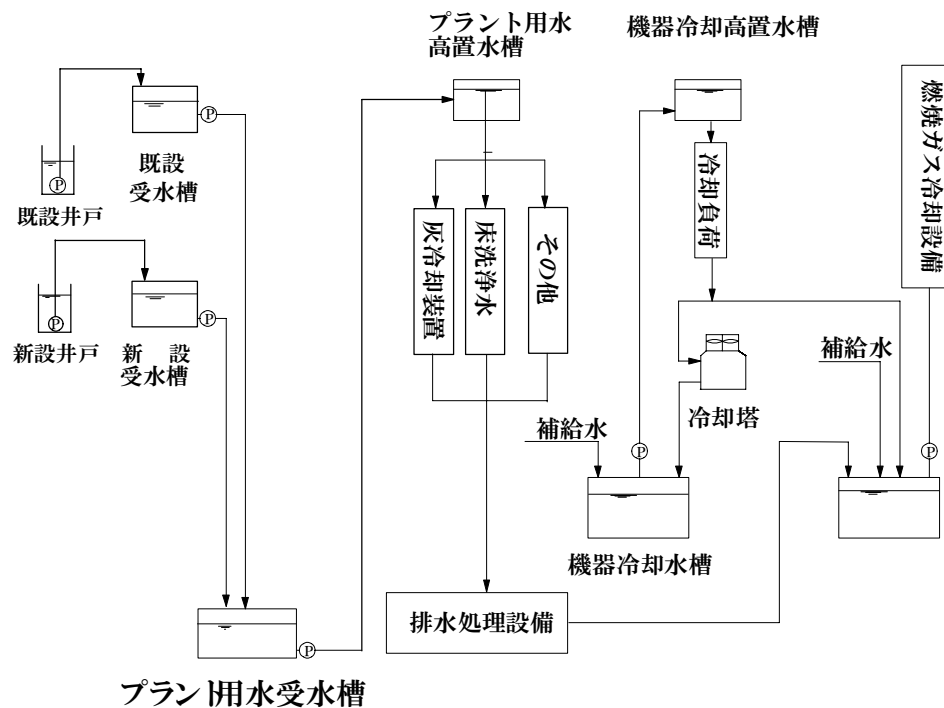 プラント用水
高置水槽
機器冷却高置水槽
P
既設
受水槽
P
既設井戸
P
新設井戸
P
新　設
受水槽
灰冷却装置
床洗浄水
その他
冷却負荷
燃焼ガス冷却設備
補給水
冷却塔
補給水
P
P
機器冷却水槽
排水処理設備
P
プラント用水受水槽